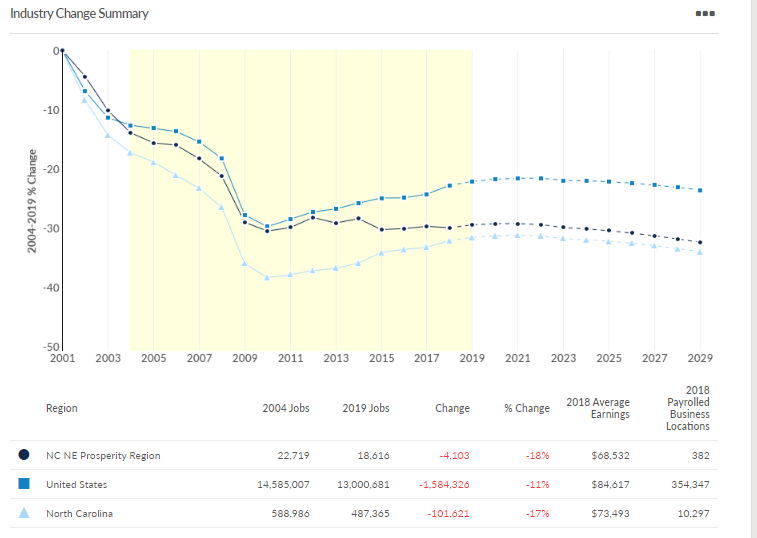 Industry Change Summary
0
-10
-20
-30
-40
-50
2004-2019 % Change
2001 2003 2005 2007 2009 2011 2013 2015 2017 2019 2021 2023 2025 2027 2029
Region 2004 Jobs 2019 Jobs Change % Change 2018 Average Earnings 2018 Payrolled Business Locations
NC NE Prosperity Region 22,719 18,616 -4,103 -18% $68,532 382
United States 14,585,007 13,000,681 -1,584,326 -11% $84,617 354,347
North Carolina 588,986 487,365 -101,621 -17% $73,493 10,297